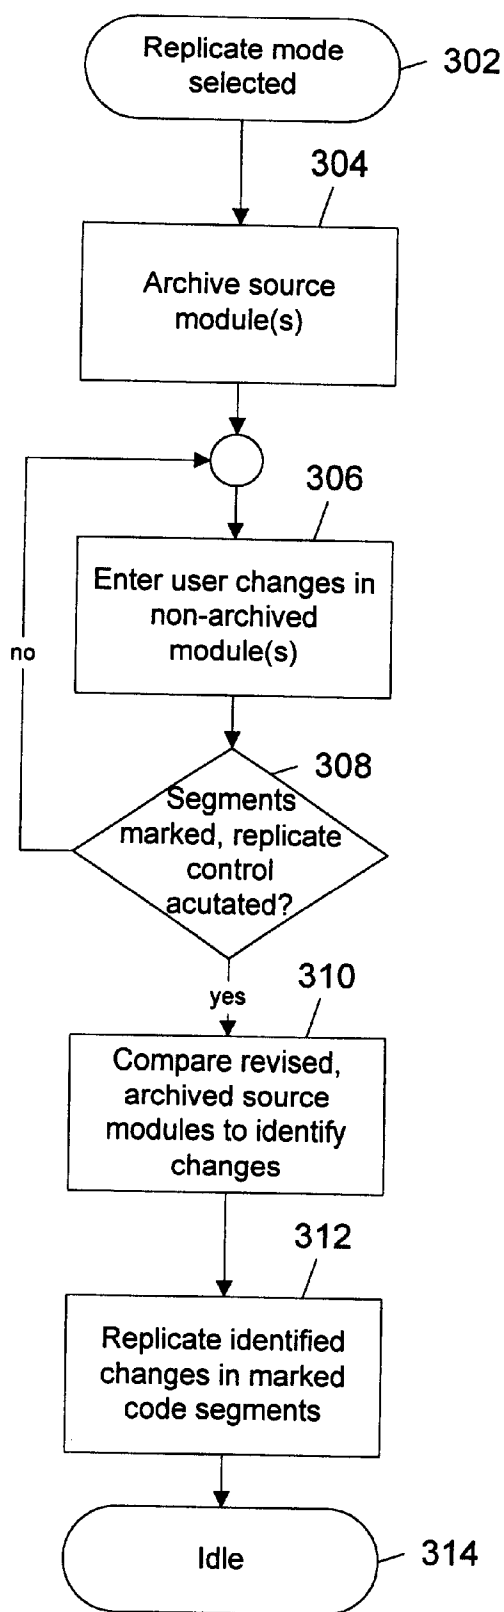 Replicate mode
selected
302
304
Archive source
module(s)
306
Enter user changes in
non-archived
module(s)
no
308
Segments
marked, replicate
control
acutated?
yes
310
Compare revised,
archived source
modules to identify
changes
312
Replicate identified
changes in marked
code segments
Idle
314